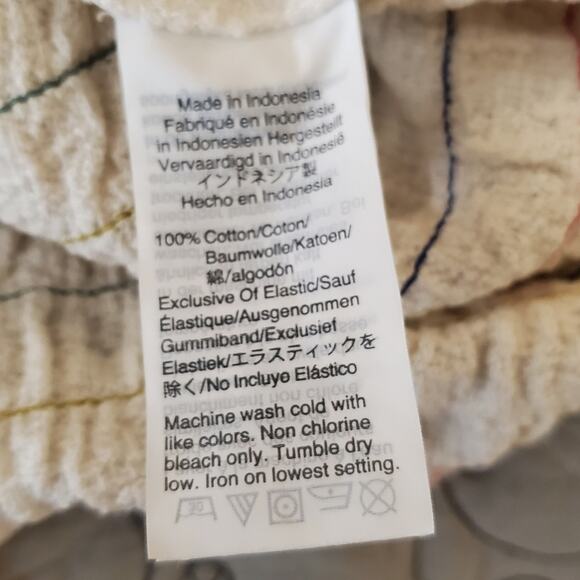 Made in Indonesia
Fabriqué en Indonésie
in Indonesien Hergestellt
Vervaardigd in Indonesië
インドネシア製
Hecho en Indonesia
100% Cotton/Coton/
Baumwolle/Katoen/
綿/algodón
Exclusive Of Elastic/Sauf
Élastique/Ausgenommen
Gummiband/Exclusief
Elastiek/エラスティックを
除く/No Incluye Elástico
Machine wash cold with
like colors. Non chlorine
bleach only. Tumble dry
low. Iron on lowest setting.
30